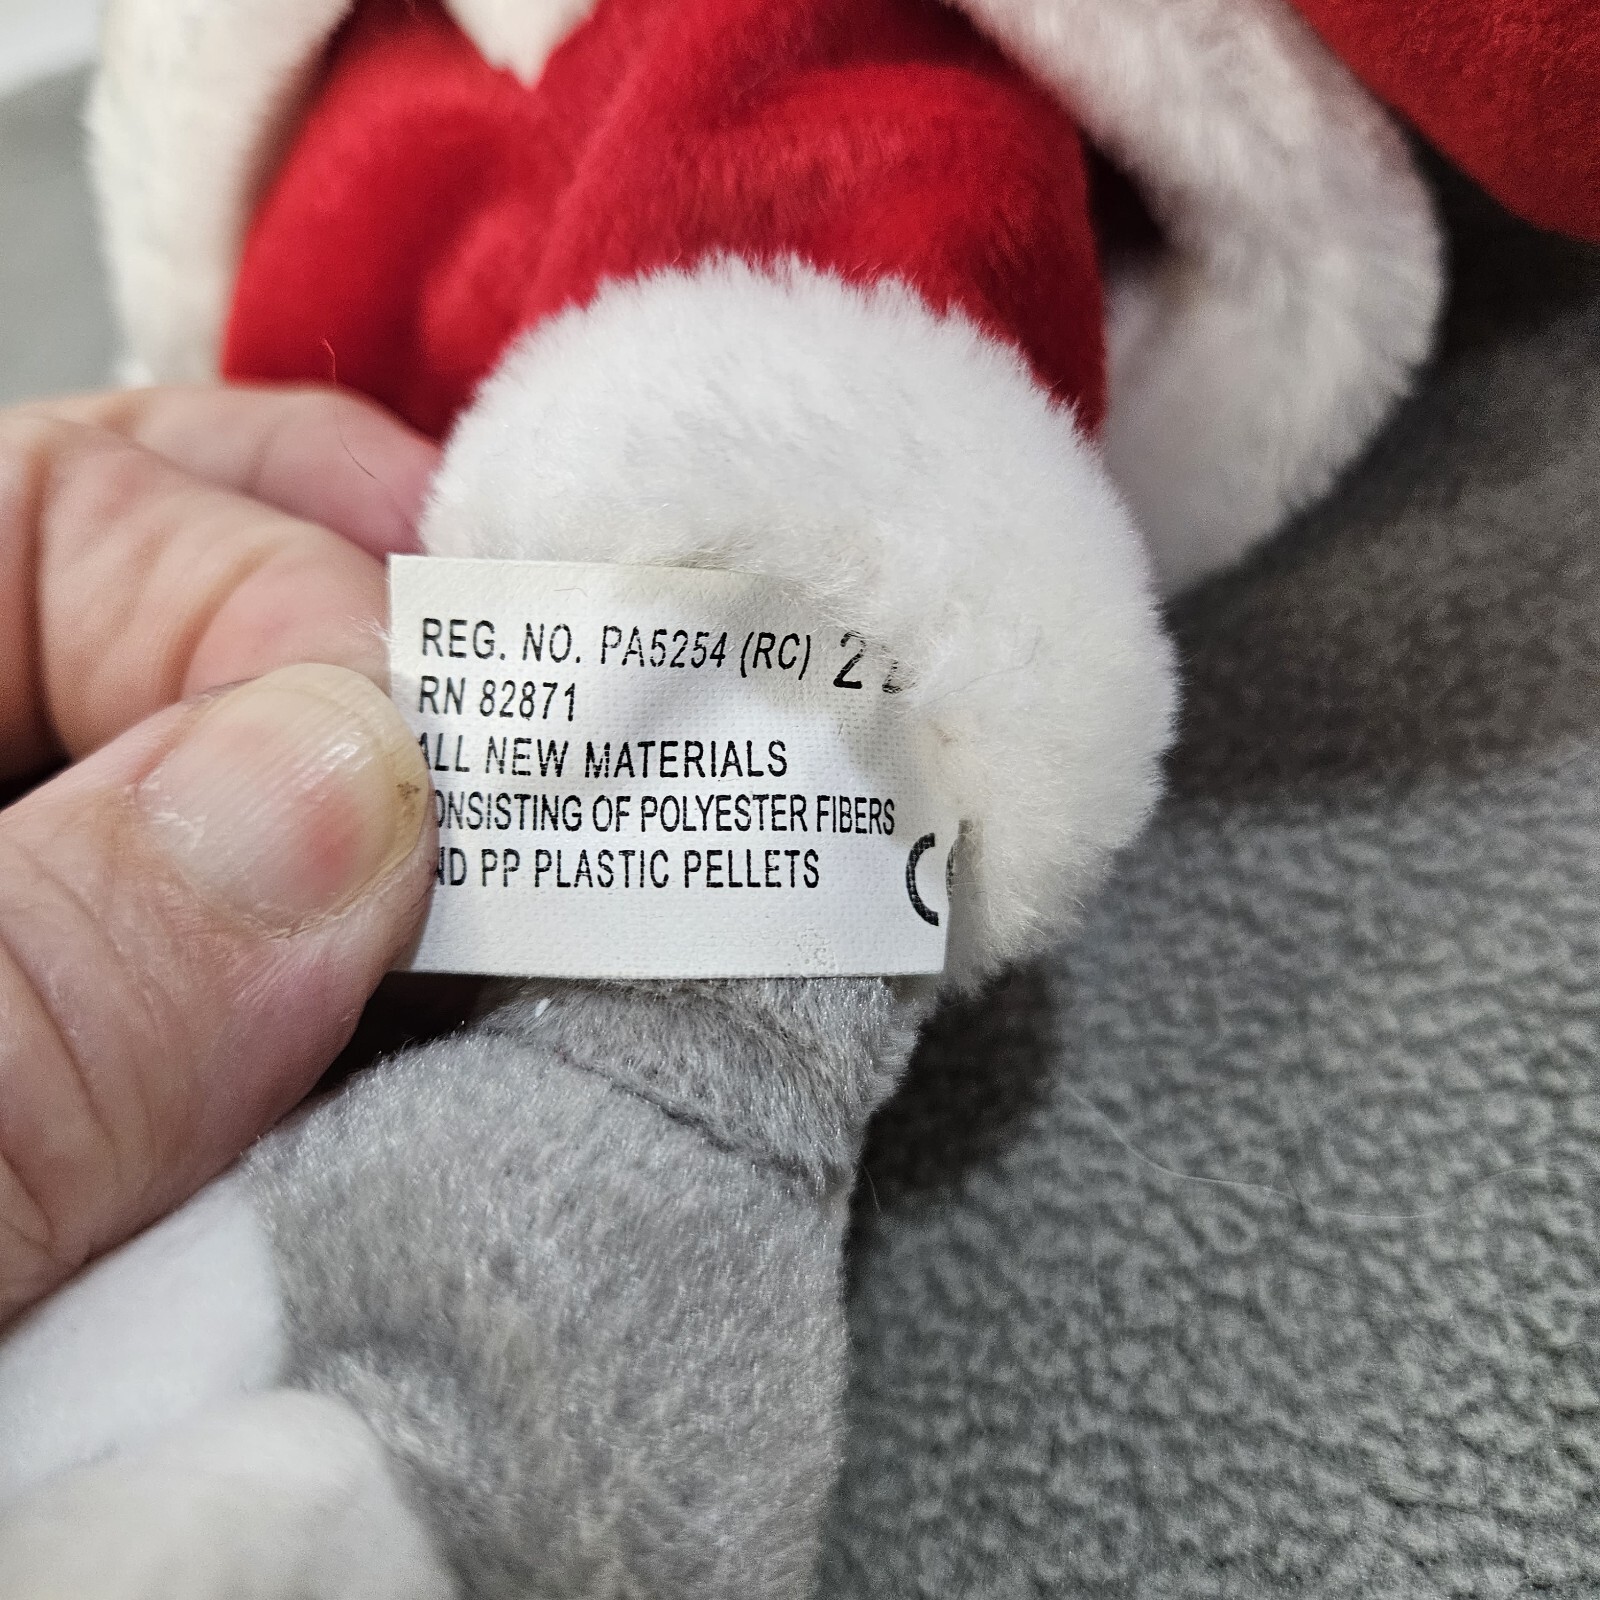 REG. NO. PA5254 (RC) 2
RN 82871
ALL NEW MATERIALS
ONSISTING OF POLYESTER FIBERS
ND PP PLASTIC PELLETS